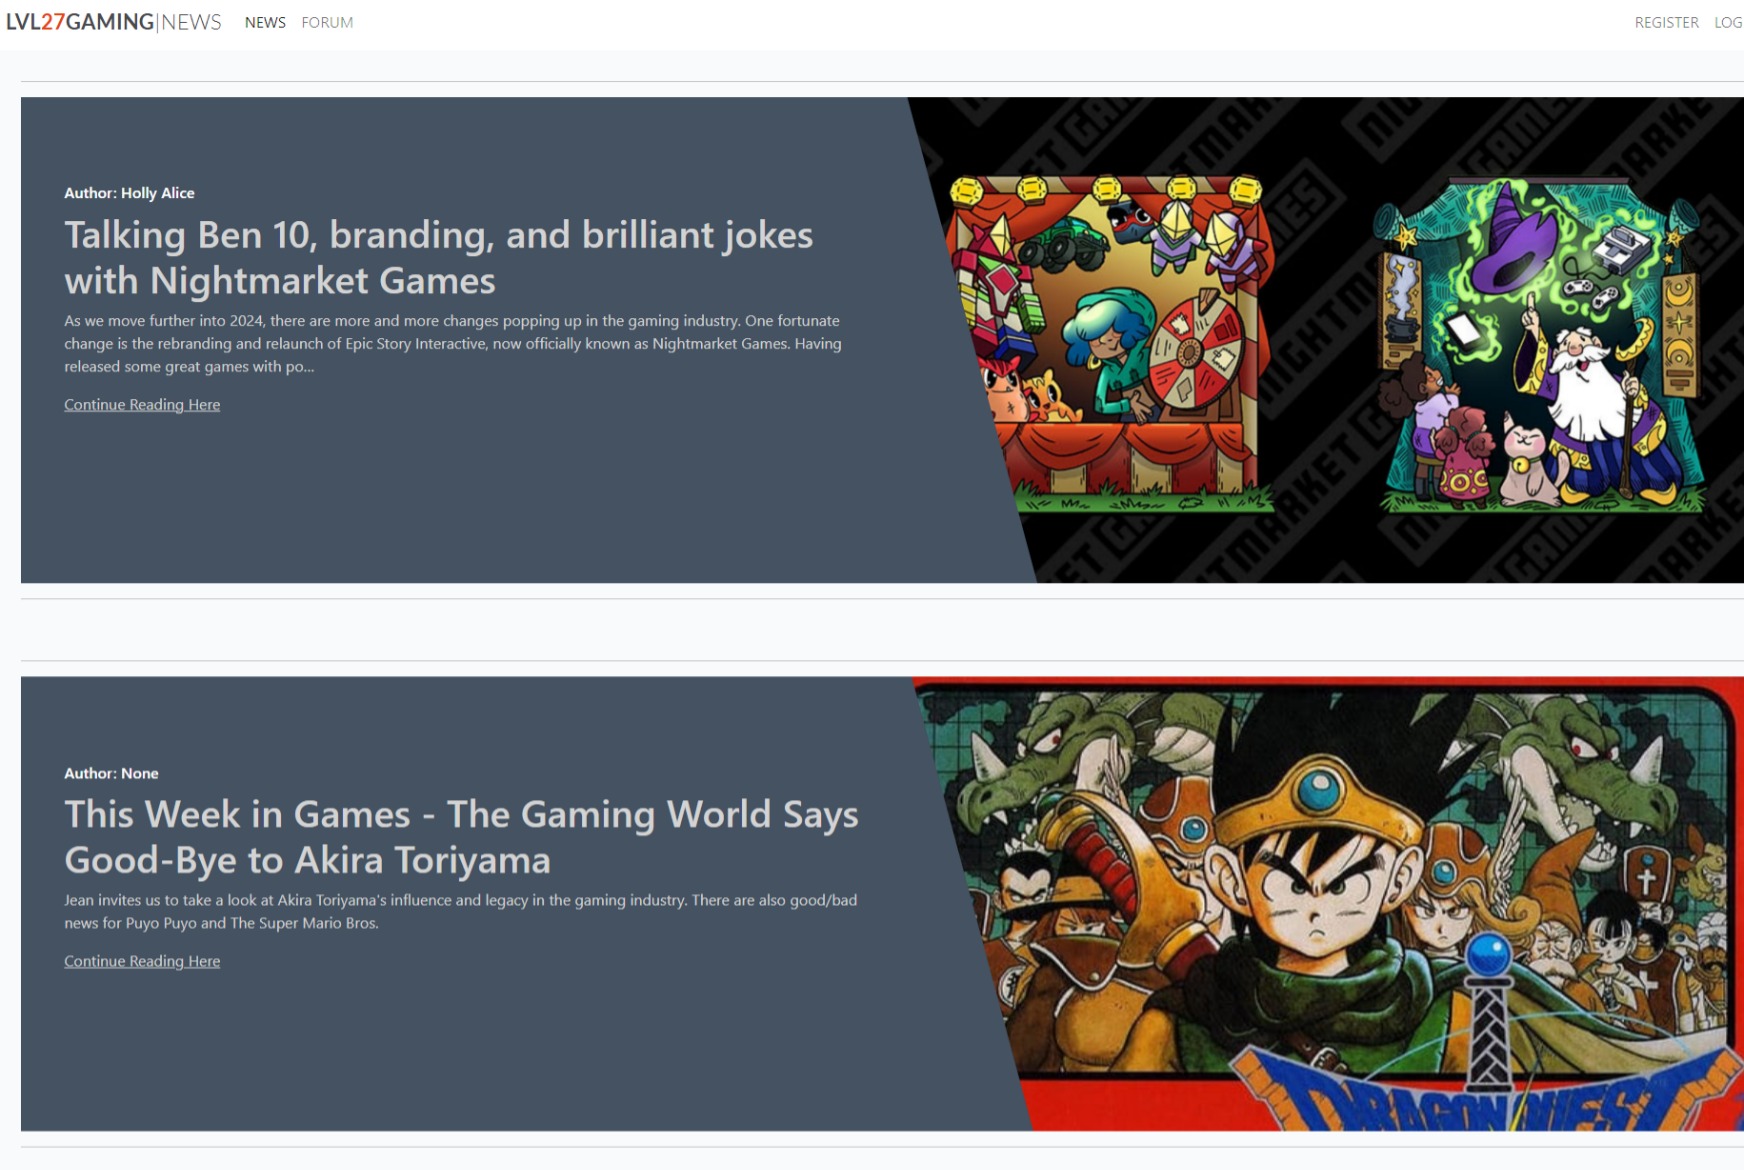 LVL27GAMING|NEWS NEWS FORUM REGISTER LOG
Author: Holly Alice
Talking Ben 10, branding, and brilliant jokes
with Nightmarket Games
As we move further into 2024, there are more and more changes popping up in the gaming industry. One fortunate
change is the rebranding and relaunch of Epic Story Interactive, now officially known as Nightmarket Games. Having
released some great games with po...
Continue Reading Here
NIGHTMARKET GAMES
Author: None
This Week in Games - The Gaming World Says
Good-Bye to Akira Toriyama
Jean invites us to take a look at Akira Toriyama's influence and legacy in the gaming industry. There are also good/bad
news for Puyo Puyo and The Super Mario Bros.
Continue Reading Here
DRAGON QUEST